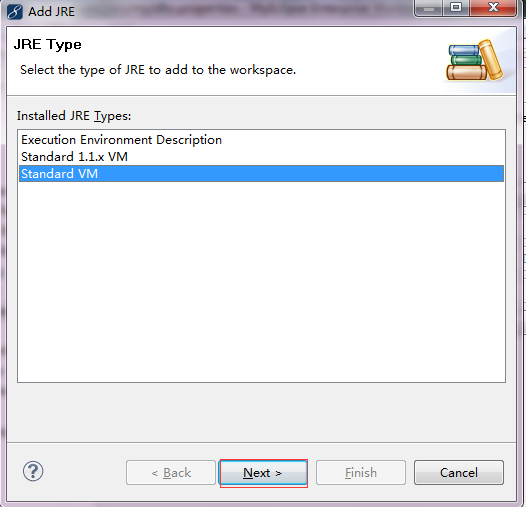 Add JRE
JRE Type
Select the type of JRE to add to the workspace.
Installed JRE Types:
Execution Environment Description
Standard 1.1.x VM
Standard VM
?
< Back
Next >
Finish
Cancel